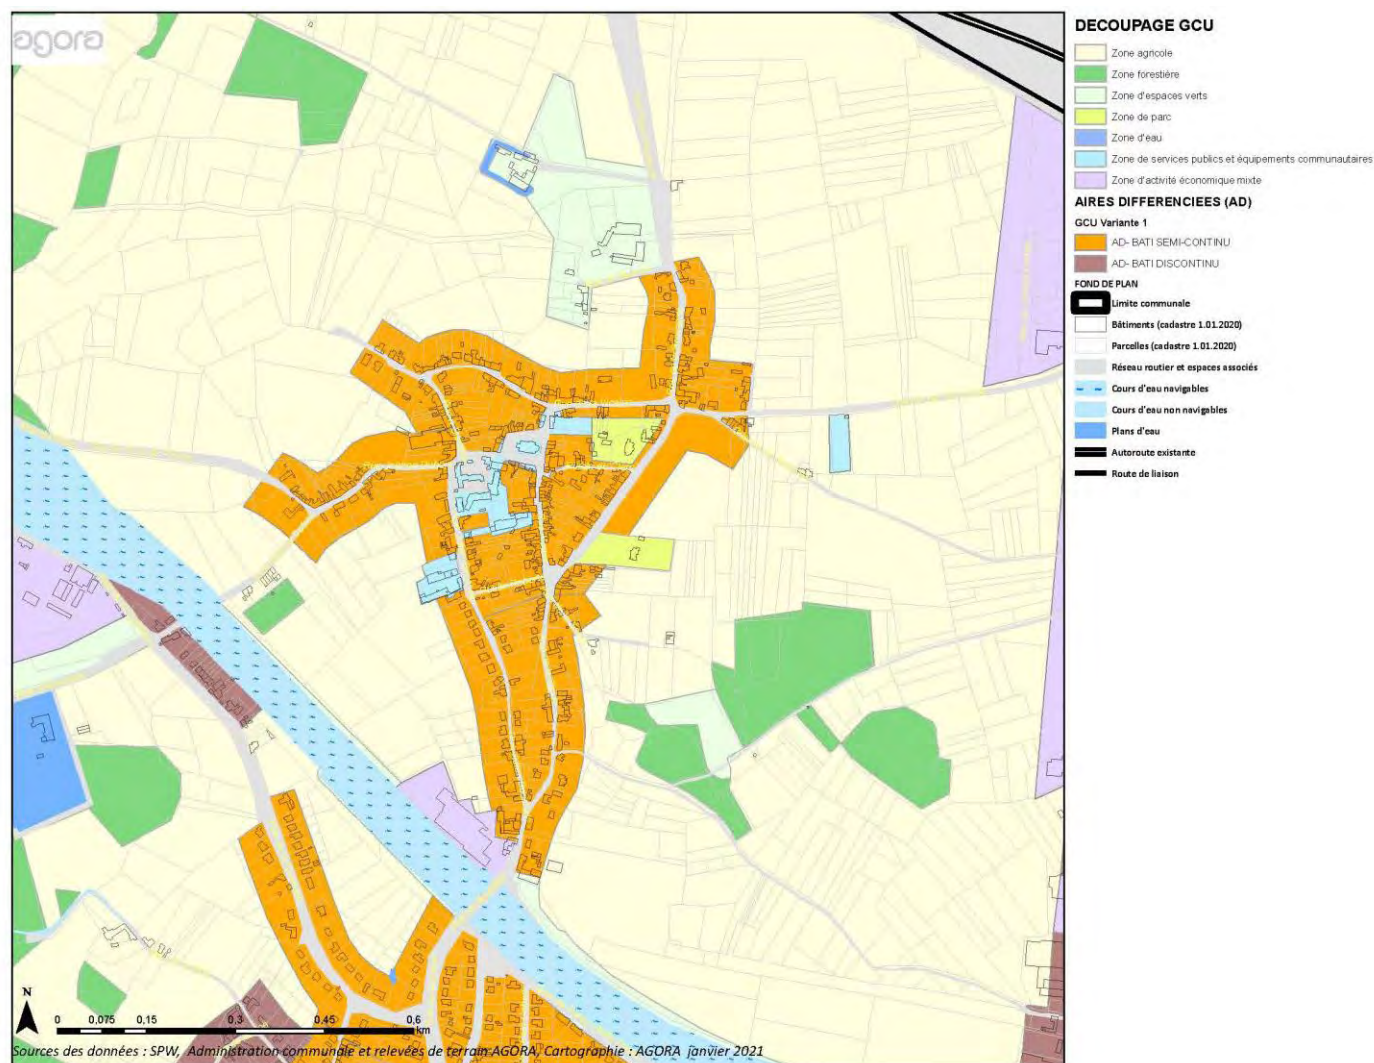 agora
DECOUPAGE GCU
Zone agricole
Zone forestière
Zone d'espaces verts
Zone de parc
Zone d'eau
Zone de services publics et équipements communautaires
Zone d'activité économique mixte
AIRES DIFFERENCIEES (AD)
GCU Variante 1
AD- BATI SEMI-CONTINU
AD- BATI DISCONTINU
FOND DE PLAN
Limite communale
Bâtiments (cadastre 1.01.2020)
Parcelles (cadastre 1.01.2020)
Réseau routier et espaces associés
Cours d'eau navigables
Cours d'eau non navigables
Plans d'eau
Autoroute existante
Route de liaison
N
0 0,075 0,15 0,3 0,45 0,6
km
Sources des données : SPW, Administration communale et relevées de terrain AGORA, Cartographie : AGORA janvier 2021